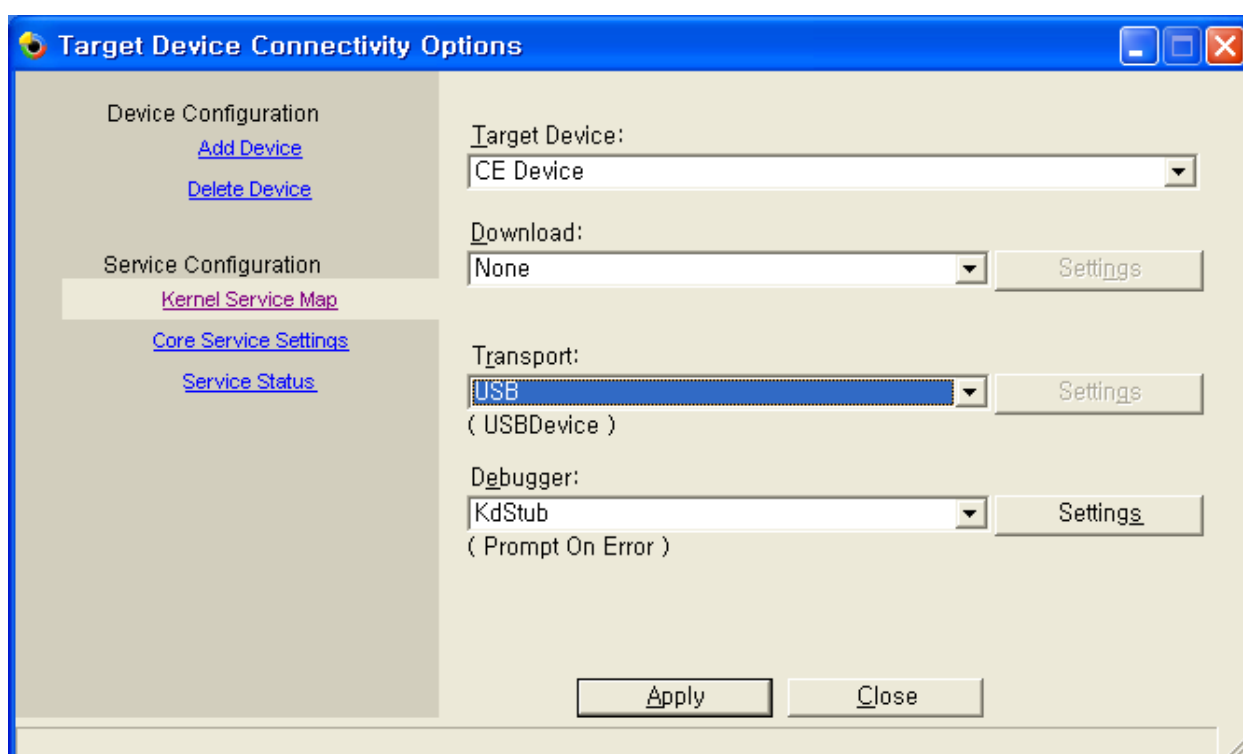 Target Device Connectivity Options
Device Configuration
Add Device
Delete Device
Service Configuration
Kernel Service Map
Core Service Settings
Service Status
Target Device:
CE Device
Download:
None
Settings
Transport:
USB
Settings
( USBDevice )
Debugger:
KdStub
Settings
( Prompt On Error )
Apply
Close